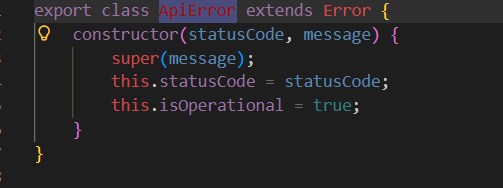 export class ApiError extends Error {
constructor(statusCode, message) {
super(message);
this.statusCode = statusCode;
this.isOperational = true;
}
}